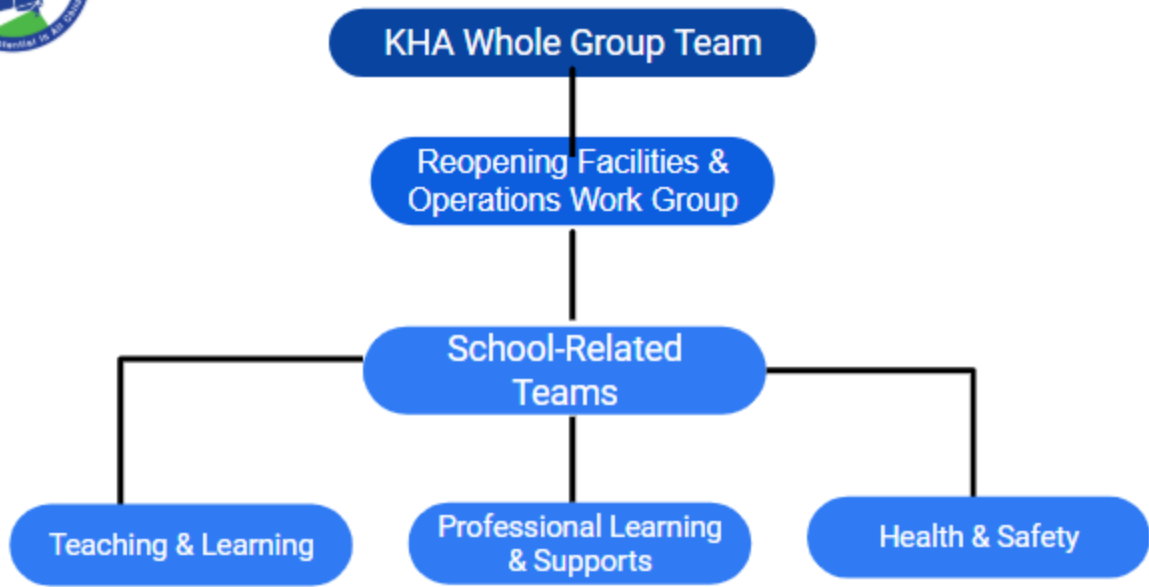 KHA Whole Group Team
Reopening Facilities &
Operations Work Group
School-Related
Teams
Teaching & Learning
Professional Learning
& Supports
Health & Safety